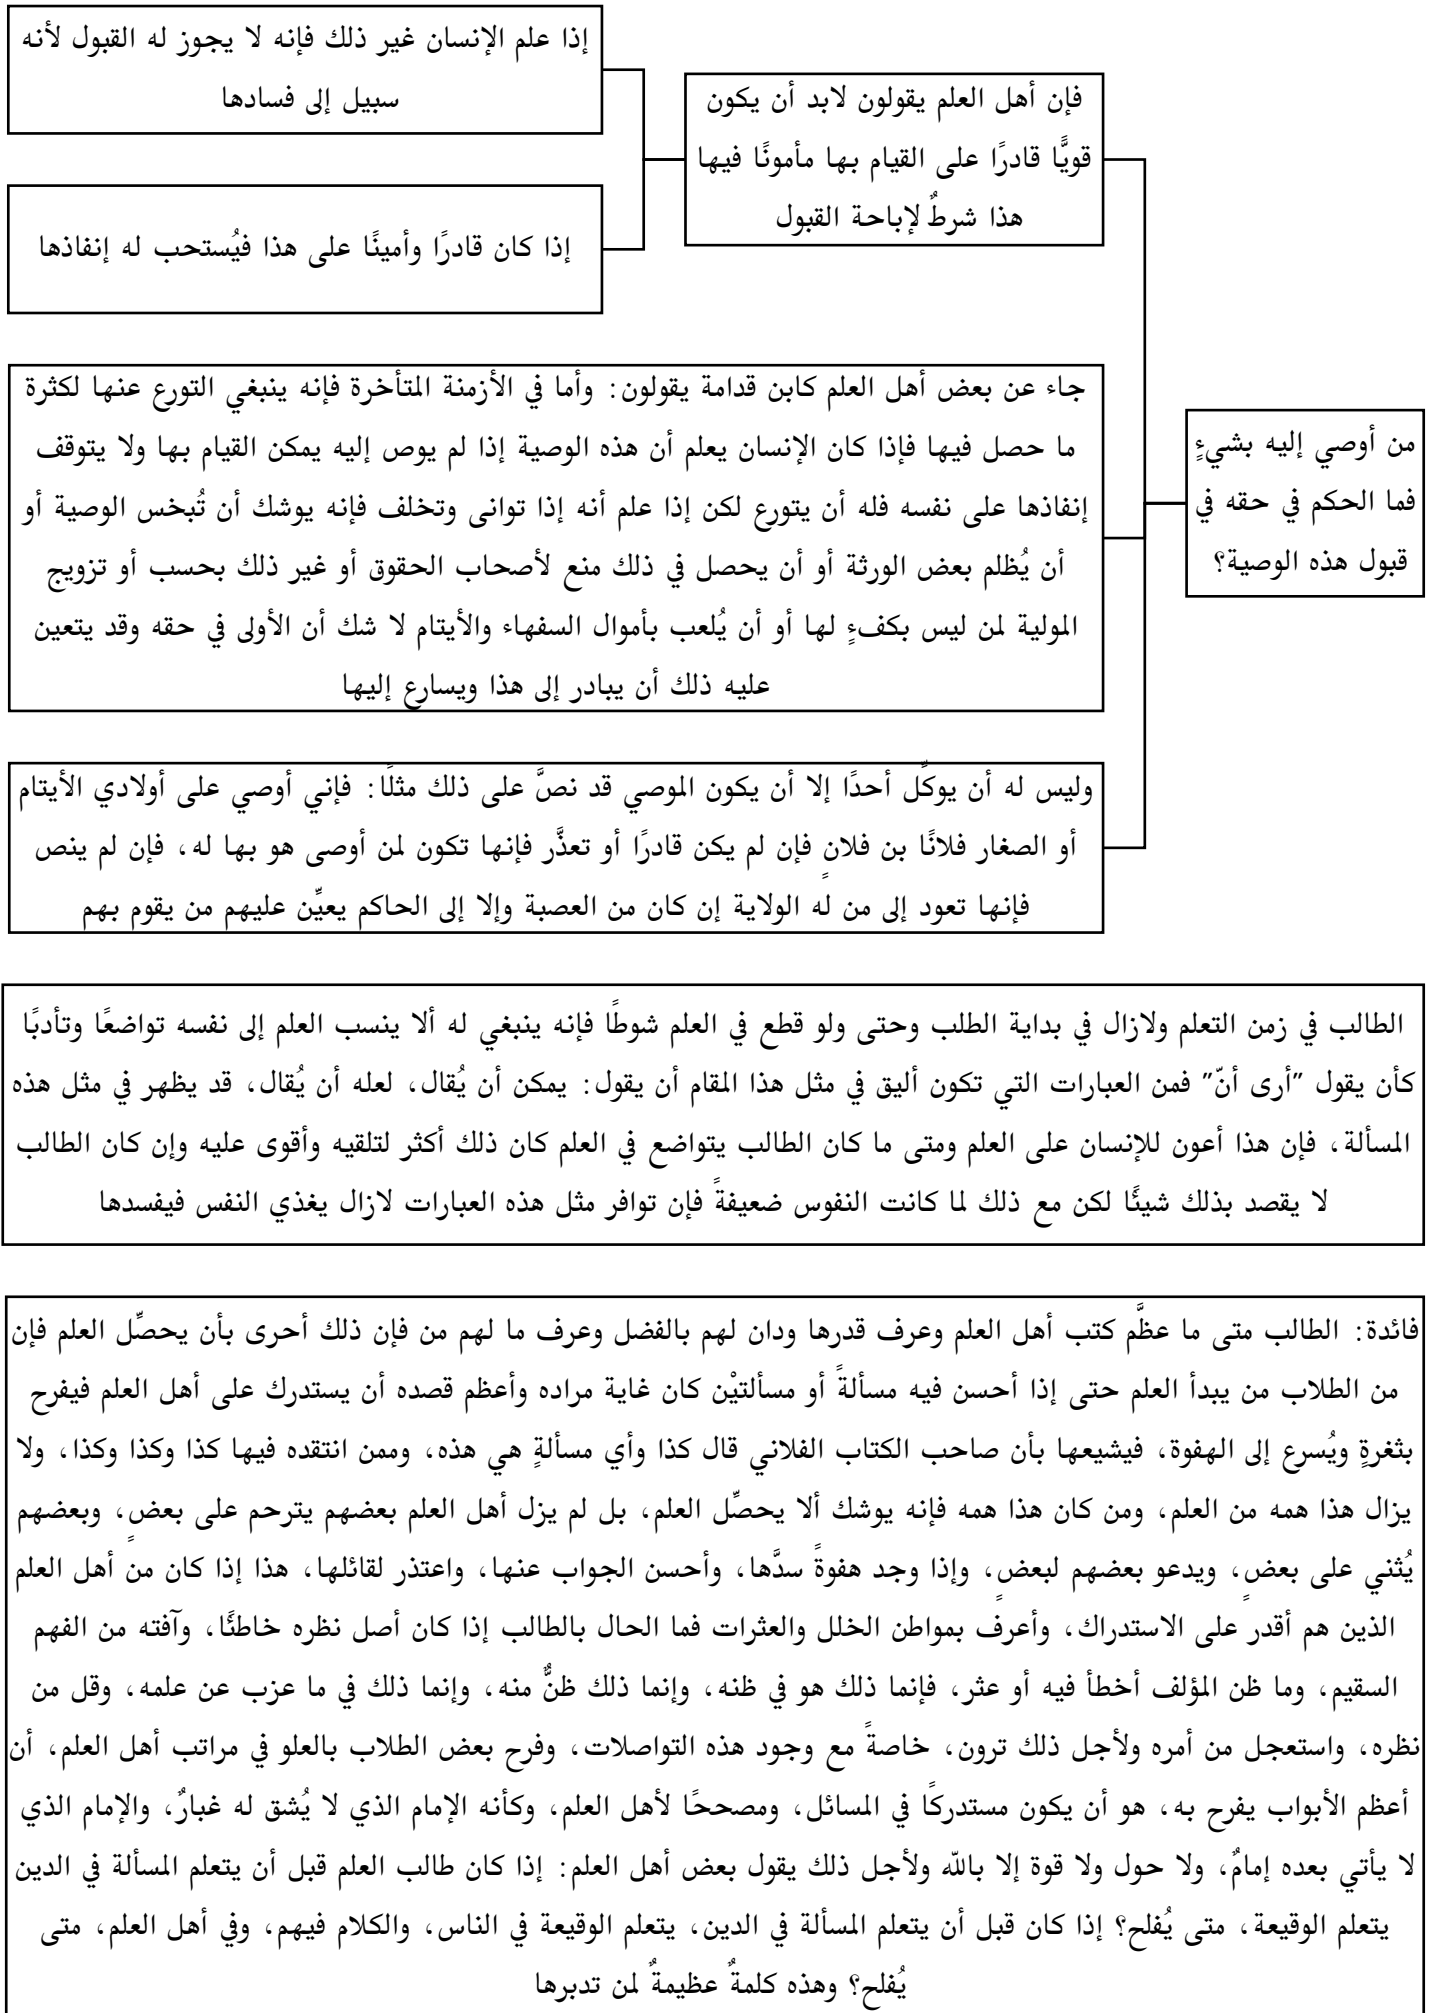 من أوصي إليه بشيءٍ
فما الحكم في حقه في
قبول هذه الوصية؟
فإن أهل العلم يقولون لابد أن يكون
قويًّا قادرًا على القيام بها مأمونًا فيها
هذا شرطٌ لإباحة القبول
إذا علم الإنسان غير ذلك فإنه لا يجوز له القبول لأنه
سبيل إلى فسادها
إذا كان قادرًا وأمينًا على هذا فيُستحب له إنفاذها
جاء عن بعض أهل العلم كابن قدامة يقولون: وأما في الأزمنة المتأخرة فإنه ينبغي التورع عنها لكثرة
ما حصل فيها فإذا كان الإنسان يعلم أن هذه الوصية إذا لم يوص إليه يمكن القيام بها ولا يتوقف
إنفاذها على نفسه فله أن يتورع لكن إذا علم أنه إذا توانى وتخلف فإنه يوشك أن تُبخس الوصية أو
أن يُظلم بعض الورثة أو أن يحصل في ذلك منع لأصحاب الحقوق أو غير ذلك بحسب أو تزويج
المولية لمن ليس بكفءٍ لها أو أن يُلعب بأموال السفهاء والأيتام لا شك أن الأولى في حقه وقد يتعين
عليه ذلك أن يبادر إلى هذا ويسارع إليها
وليس له أن يوكِّل أحدًا إلا أن يكون الموصي قد نصَّ على ذلك مثلًا: فإني أوصي على أولادي الأيتام
أو الصغار فلانًا بن فلانٍ فإن لم يكن قادرًا أو تعذَّر فإنها تكون لمن أوصى هو بها له، فإن لم ينص
فإنها تعود إلى من له الولاية إن كان من العصبة وإلا إلى الحاكم يعيِّن عليهم من يقوم بهم
الطالب في زمن التعلم ولازال في بداية الطلب وحتى ولو قطع في العلم شوطًا فإنه ينبغي له ألا ينسب العلم إلى نفسه تواضعًا وتأدبًا
كأن يقول "أرى أنّ" فمن العبارات التي تكون أليق في مثل هذا المقام أن يقول: يمكن أن يُقال، لعله أن يُقال، قد يظهر في مثل هذه
المسألة، فإن هذا أعون للإنسان على العلم ومتى ما كان الطالب يتواضع في العلم كان ذلك أكثر لتلقيه وأقوى عليه وإن كان الطالب
لا يقصد بذلك شيئًا لكن مع ذلك لما كانت النفوس ضعيفةً فإن توافر مثل هذه العبارات لازال يغذي النفس فيفسدها
فائدة: الطالب متى ما عظَّم كتب أهل العلم وعرف قدرها ودان لهم بالفضل وعرف ما لهم من فإن ذلك أحرى بأن يحصِّل العلم فإن
من الطلاب من يبدأ العلم حتى إذا أحسن فيه مسألةً أو مسألتيْن كان غاية مراده وأعظم قصده أن يستدرك على أهل العلم فيفرح
بثغرةٍ ويُسرع إلى الهفوة، فيشيعها بأن صاحب الكتاب الفلاني قال كذا وأي مسألةٍ هي هذه، وممن انتقده فيها كذا وكذا وكذا، ولا
يزال هذا همه من العلم، ومن كان هذا همه فإنه يوشك ألا يحصِّل العلم، بل لم يزل أهل العلم بعضهم يترحم على بعضٍ، وبعضهم
يُثني على بعضٍ، ويدعو بعضهم لبعضٍ، وإذا وجد هفوةً سدَّها، وأحسن الجواب عنها، واعتذر لقائلها، هذا إذا كان من أهل العلم
الذين هم أقدر على الاستدراك، وأعرف بمواطن الخلل والعثرات فما الحال بالطالب إذا كان أصل نظره خاطئًا، وآفته من الفهم
السقيم، وما ظن المؤلف أخطأ فيه أو عثر، فإنما ذلك هو في ظنه، وإنما ذلك ظنٌّ منه، وإنما ذلك في ما عزب عن علمه، وقل من
نظره، واستعجل من أمره ولأجل ذلك ترون، خاصةً مع وجود هذه التواصلات، وفرح بعض الطلاب بالعلو في مراتب أهل العلم، أن
أعظم الأبواب يفرح به، هو أن يكون مستدركًا في المسائل، ومصححًا لأهل العلم، وكأنه الإمام الذي لا يُشق له غبارٌ، والإمام الذي
لا يأتي بعده إمامٌ، ولا حول ولا قوة إلا بالله ولأجل ذلك يقول بعض أهل العلم: إذا كان طالب العلم قبل أن يتعلم المسألة في الدين
يتعلم الوقيعة، متى يُفلح؟ إذا كان قبل أن يتعلم المسألة في الدين، يتعلم الوقيعة في الناس، والكلام فيهم، وفي أهل العلم، متى
يُفلح؟ وهذه كلمةٌ عظيمةٌ لمن تدبرها